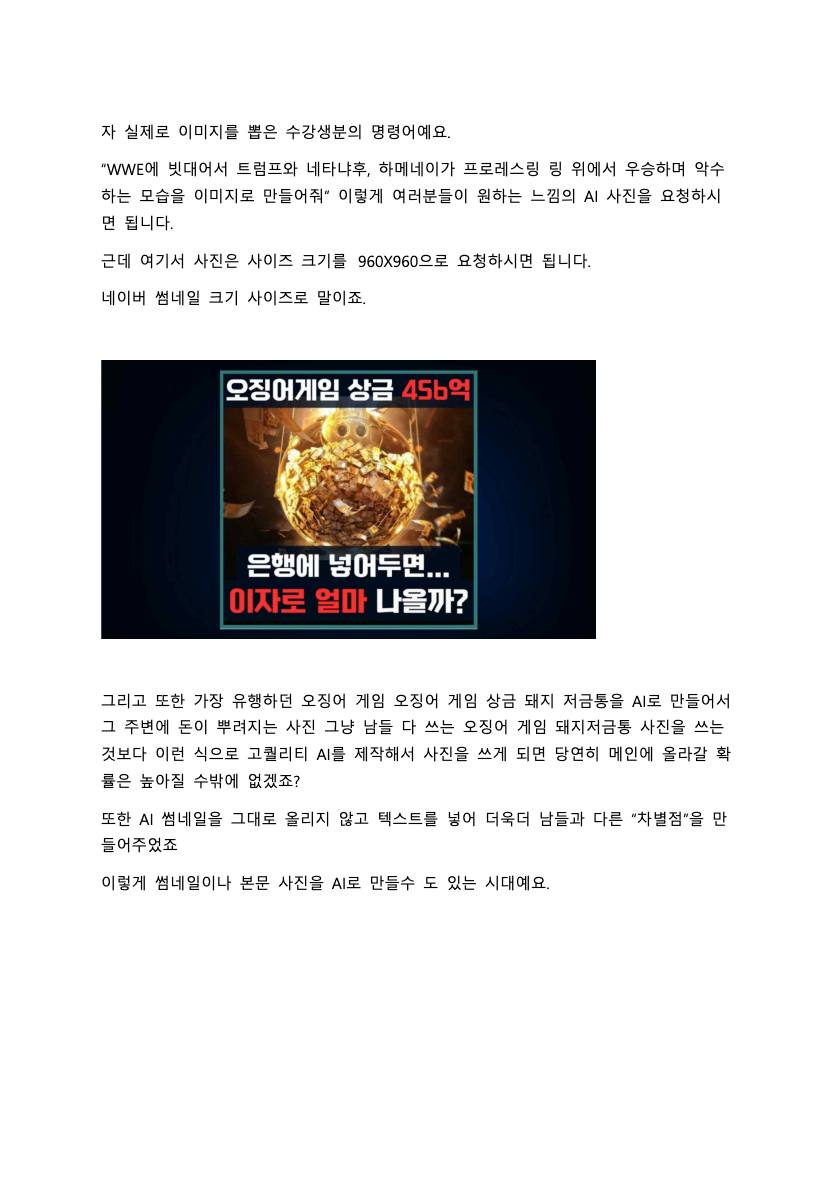 자 실제로 이미지를 뽑은 수강생분의 명령어예요.
“WWE에 빗대어서 트럼프와 네타냐후, 하메네이가 프로레스링 링 위에서 우승하며 악수
하는 모습을 이미지로 만들어줘” 이렇게 여러분들이 원하는 느낌의 AI 사진을 요청하시
면 됩니다.
근데 여기서 사진은 사이즈 크기를 960X960으로 요청하시면 됩니다.
네이버 썸네일 크기 사이즈로 말이죠.
오징어게임 상금 456억
은행에 넣어두면...
이자로 얼마 나올까?
그리고 또한 가장 유행하던 오징어 게임 오징어 게임 상금 돼지 저금통을 AI로 만들어서
그 주변에 돈이 뿌려지는 사진 그냥 남들 다 쓰는 오징어 게임 돼지저금통 사진을 쓰는
것보다 이런 식으로 고퀄리티 AI를 제작해서 사진을 쓰게 되면 당연히 메인에 올라갈 확
률은 높아질 수밖에 없겠죠?
또한 AI 썸네일을 그대로 올리지 않고 텍스트를 넣어 더욱더 남들과 다른 “차별점”을 만
들어주었죠
이렇게 썸네일이나 본문 사진을 AI로 만들수 도 있는 시대예요.